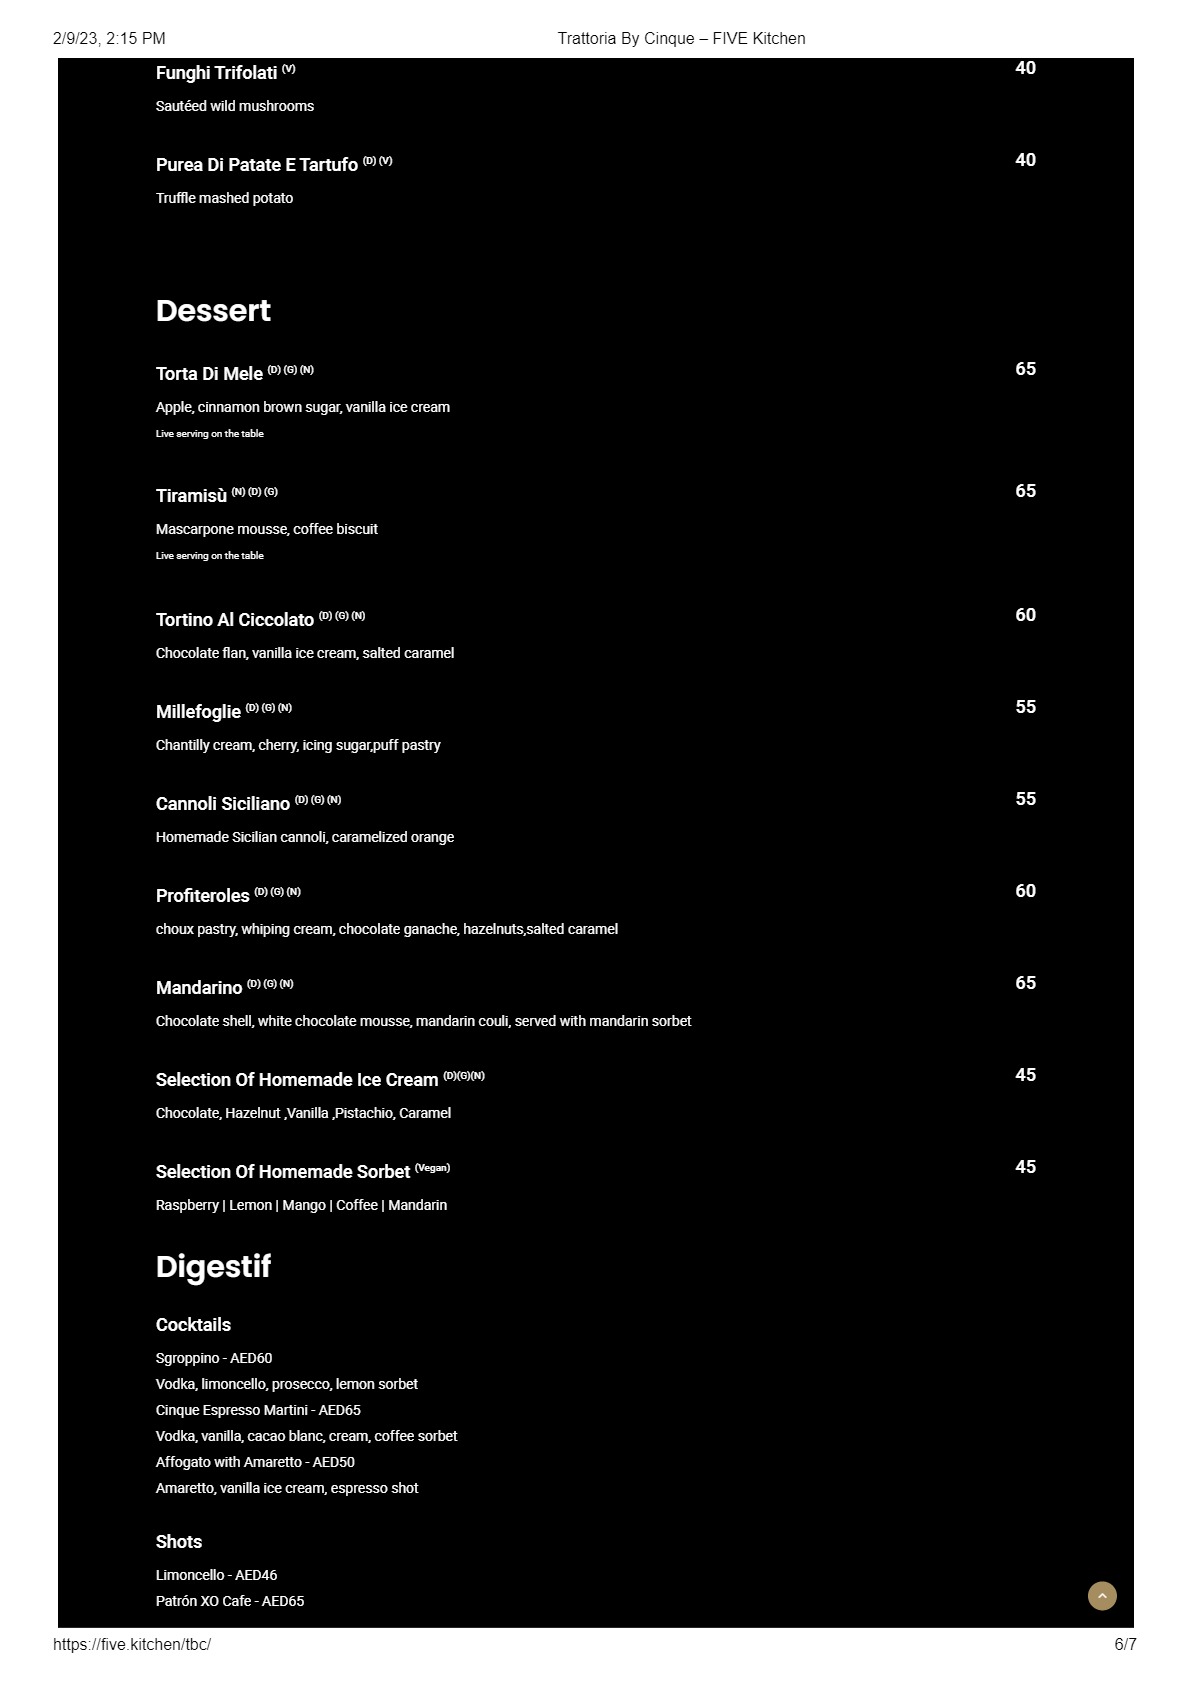 2/9/23, 2:15 PM Trattoria By Cinque – FIVE Kitchen
Funghi Trifolati (V) 40
Sautéed wild mushrooms
Purea Di Patate E Tartufo (D) (V) 40
Truffle mashed potato
Dessert
Torta Di Mele (D) (G) (N) 65
Apple, cinnamon brown sugar, vanilla ice cream
Live serving on the table
Tiramisù (N) (D) (G) 65
Mascarpone mousse, coffee biscuit
Live serving on the table
Tortino Al Ciccolato (D) (G) (N) 60
Chocolate flan, vanilla ice cream, salted caramel
Millefoglie (D) (G) (N) 55
Chantilly cream, cherry, icing sugar,puff pastry
Cannoli Siciliano (D) (G) (N) 55
Homemade Sicilian cannoli, caramelized orange
Profiteroles (D) (G) (N) 60
choux pastry, whiping cream, chocolate ganache, hazelnuts,salted caramel
Mandarino (D) (G) (N) 65
Chocolate shell, white chocolate mousse, mandarin couli, served with mandarin sorbet
Selection Of Homemade Ice Cream (D)(G)(N) 45
Chocolate, Hazelnut ,Vanilla ,Pistachio, Caramel
Selection Of Homemade Sorbet (Vegan) 45
Raspberry | Lemon | Mango | Coffee | Mandarin
Digestif
Cocktails
Sgroppino - AED60
Vodka, limoncello, prosecco, lemon sorbet
Cinque Espresso Martini - AED65
Vodka, vanilla, cacao blanc, cream, coffee sorbet
Affogato with Amaretto - AED50
Amaretto, vanilla ice cream, espresso shot
Shots
Limoncello - AED46
Patrón XO Cafe - AED65
https://five.kitchen/tbc/ 6/7